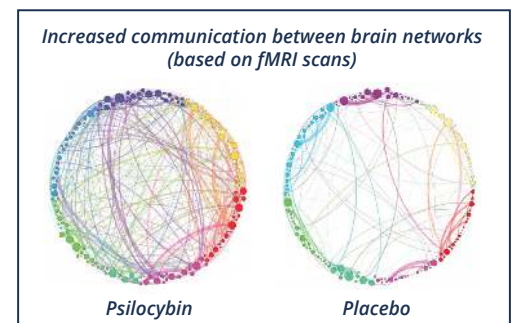 Increased communication between brain networks
(based on fMRI scans)
Psilocybin
Placebo